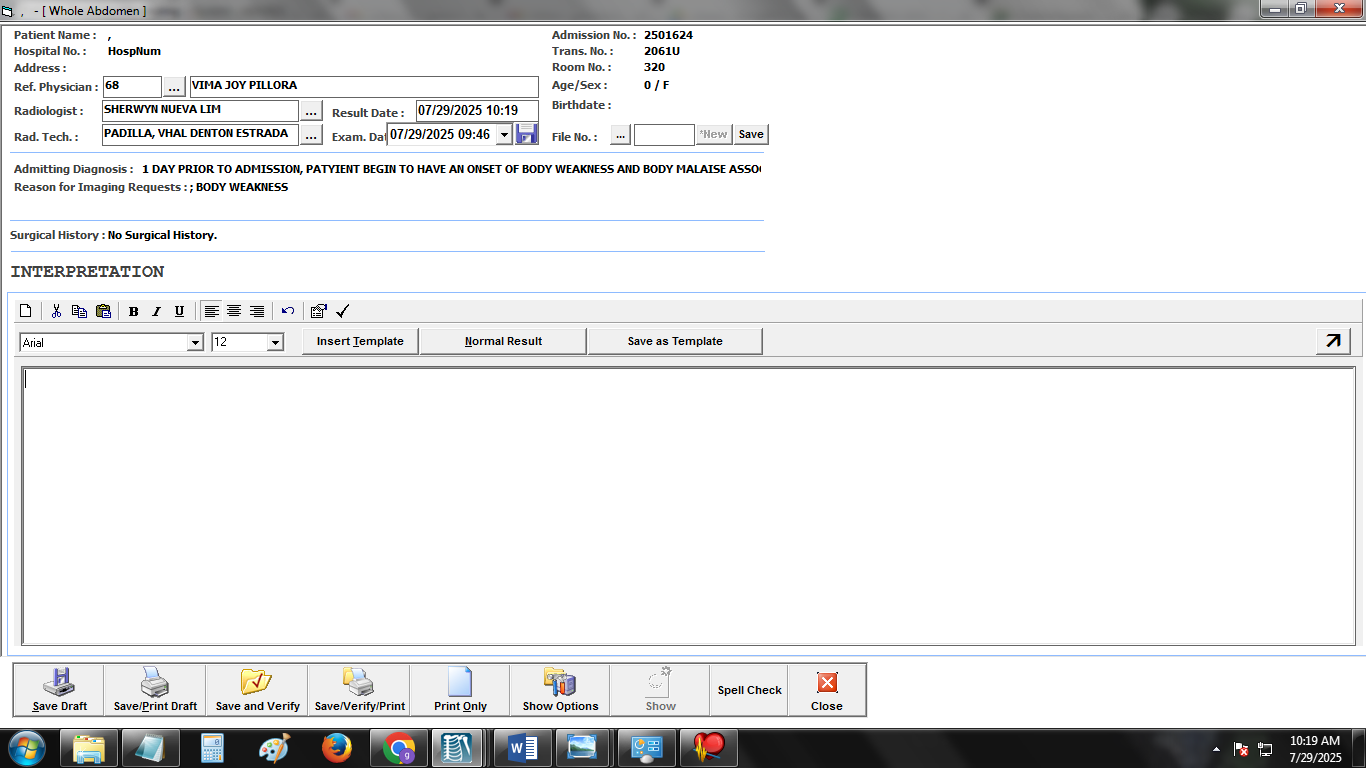 , - [ Whole Abdomen ]
Patient Name : ,
Hospital No. : HospNum
Address :
Ref. Physician : 68 ... VIMA JOY PILLORA
Radiologist : SHERWYN NUEVA LIM ... Result Date : 07/29/2025 10:19
Rad. Tech. : PADILLA, VHAL DENTON ESTRADA ... Exam. Dat 07/29/2025 09:46
Admission No. : 2501624
Trans. No. : 2061U
Room No. : 320
Age/Sex : 0 / F
Birthdate :
File No. : ... *New Save
Admitting Diagnosis : 1 DAY PRIOR TO ADMISSION, PATYIENT BEGIN TO HAVE AN ONSET OF BODY WEAKNESS AND BODY MALAISE ASSO
Reason for Imaging Requests : ; BODY WEAKNESS
Surgical History : No Surgical History.
INTERPRETATION
B I U
Arial 12 Insert Template Normal Result Save as Template
Save Draft Save/Print Draft Save and Verify Save/Verify/Print Print Only Show Options Show Spell Check Close
10:19 AM
7/29/2025